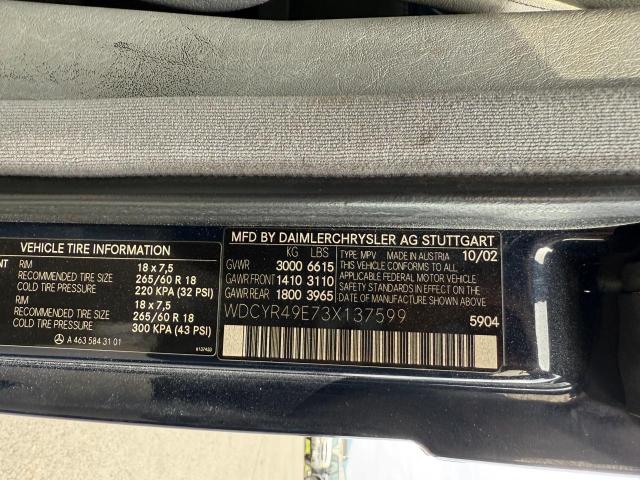 VEHICLE TIRE INFORMATION
RIM 18 x 7,5
RECOMMENDED TIRE SIZE 265/60 R 18
COLD TIRE PRESSURE 220 KPA (32 PSI)
RIM 18 x 7,5
RECOMMENDED TIRE SIZE 265/60 R 18
COLD TIRE PRESSURE 300 KPA (43 PSI)
A 463 584 31 01
MFD BY DAIMLERCHRYSLER AG STUTTGART
KG LBS TYPE: MPV MADE IN AUSTRIA 10/02
GVWR 3000 6615 THIS VEHICLE CONFORMS TO ALL
GAWR FRONT 1410 3110 APPLICABLE FEDERAL MOTOR VEHICLE
GAWR REAR 1800 3965 SAFETY STANDARDS IN EFFECT ON THE
DATE OF MANUFACTURE SHOWN ABOVE.
WDCYR49E73X137599
5904